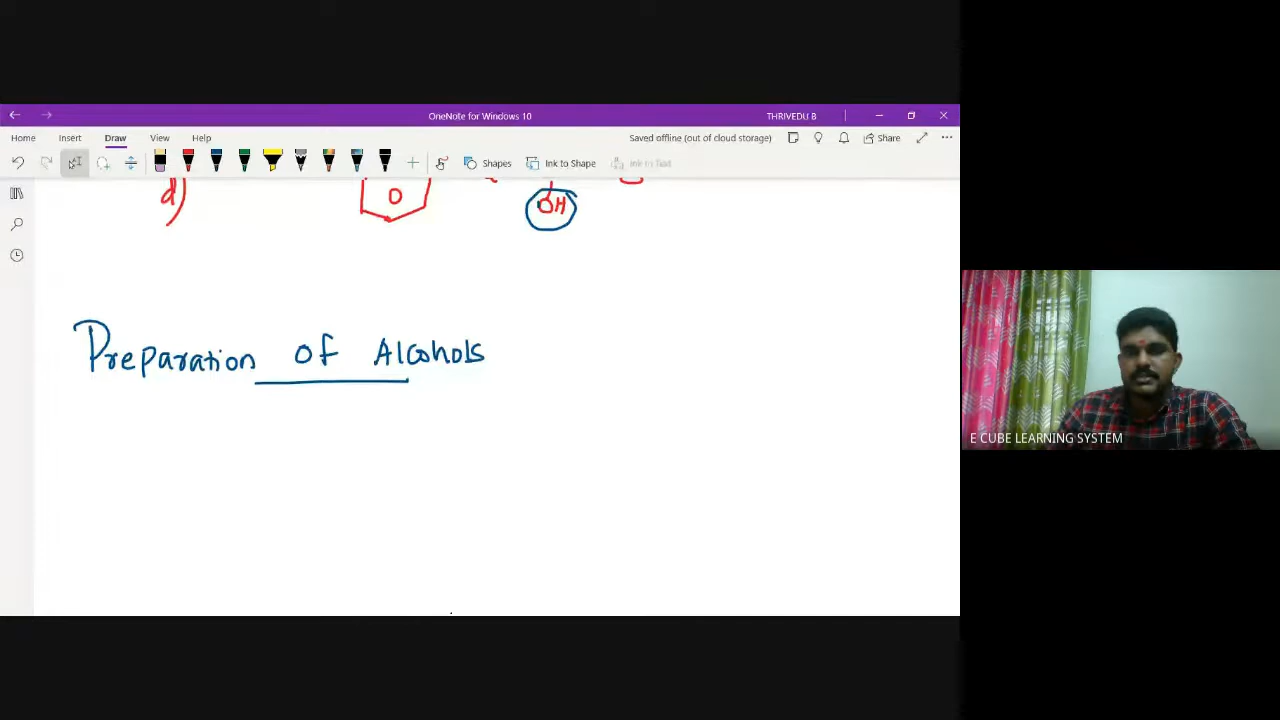 OneNote for Windows 10
THRIVEDU B
Home Insert Draw View Help
Saved offline (out of cloud storage)
Share
Shapes
Ink to Shape
Ink to Text
d)
OH
Preparation of Alcohols
E CUBE LEARNING SYSTEM